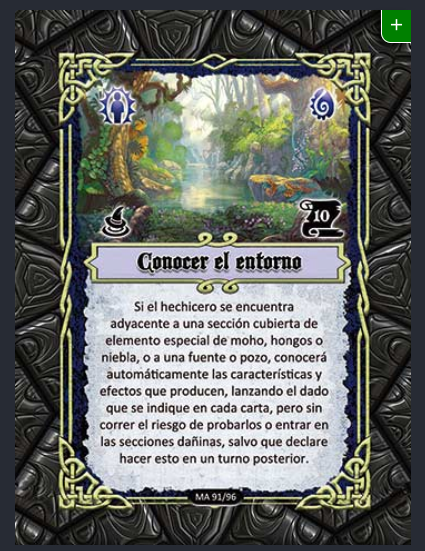 +
10
Conocer el entorno
Si el hechicero se encuentra
adyacente a una sección cubierta de
elemento especial de moho, hongos o
niebla, o a una fuente o pozo, conocerá
automáticamente las características y
efectos que producen, lanzando el dado
que se indique en cada carta, pero sin
correr el riesgo de probarlos o entrar en
las secciones dañinas, salvo que declare
hacer esto en un turno posterior.
MA 91/96